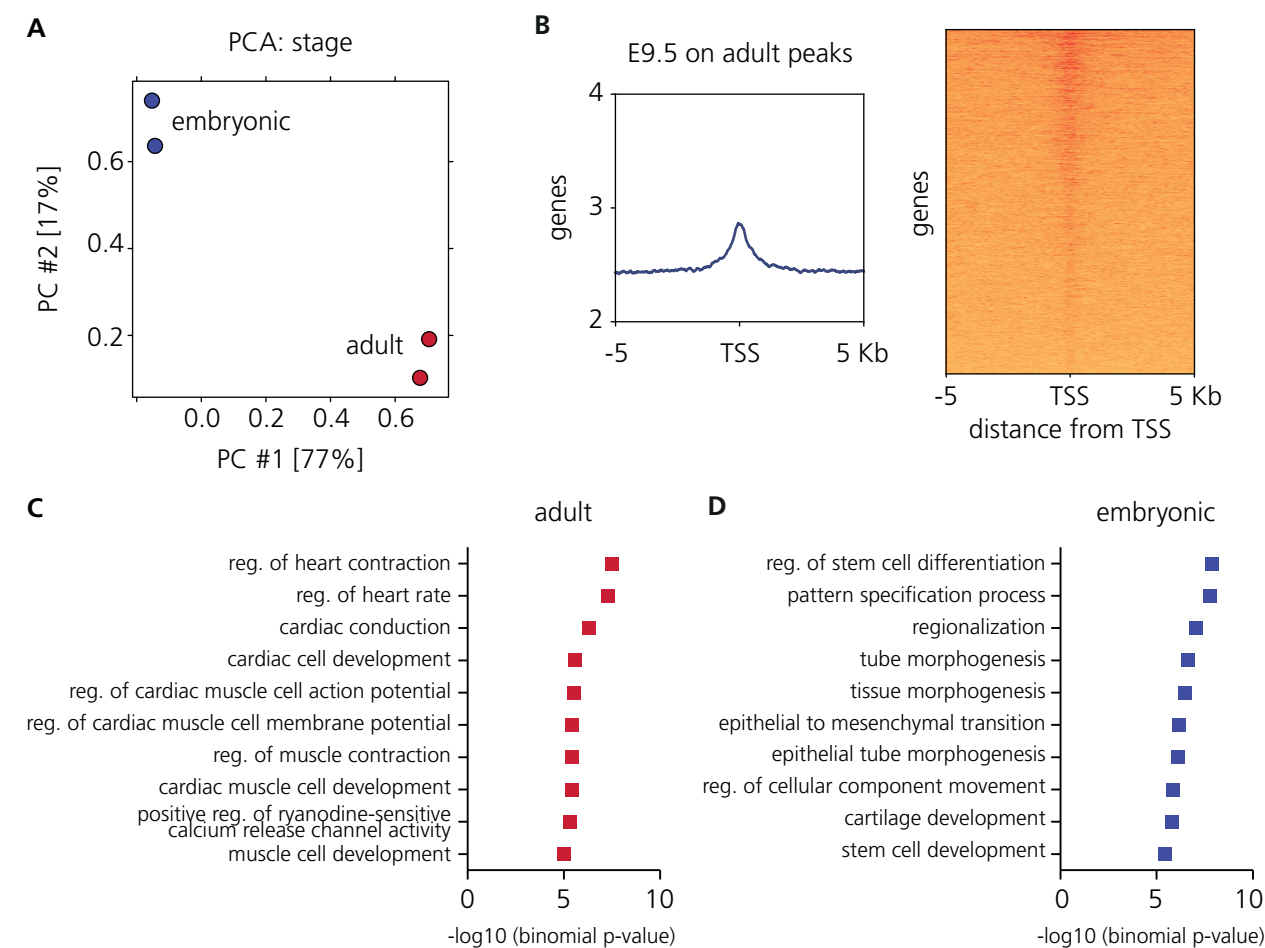 A
PCA: stage
embryonic
adult
PC #2 [17%]
0.6
0.4
0.2
0.0 0.2 0.4 0.6
PC #1 [77%]
B
E9.5 on adult peaks
genes
4
3
2
-5 TSS 5 Kb
genes
-5 TSS 5 Kb
distance from TSS
C
adult
reg. of heart contraction
reg. of heart rate
cardiac conduction
cardiac cell development
reg. of cardiac muscle cell action potential
reg. of cardiac muscle cell membrane potential
reg. of muscle contraction
cardiac muscle cell development
positive reg. of ryanodine-sensitive
calcium release channel activity
muscle cell development
0 5 10
-log10 (binomial p-value)
D
embryonic
reg. of stem cell differentiation
pattern specification process
regionalization
tube morphogenesis
tissue morphogenesis
epithelial to mesenchymal transition
epithelial tube morphogenesis
reg. of cellular component movement
cartilage development
stem cell development
0 5 10
-log10 (binomial p-value)